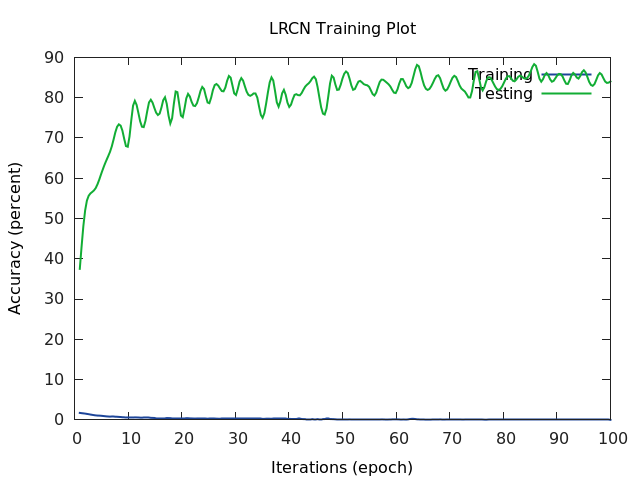 LRCN Training Plot
90
80
70
60
50
40
30
20
10
0
0 10 20 30 40 50 60 70 80 90 100
Accuracy (percent)
Iterations (epoch)
Training
Testing